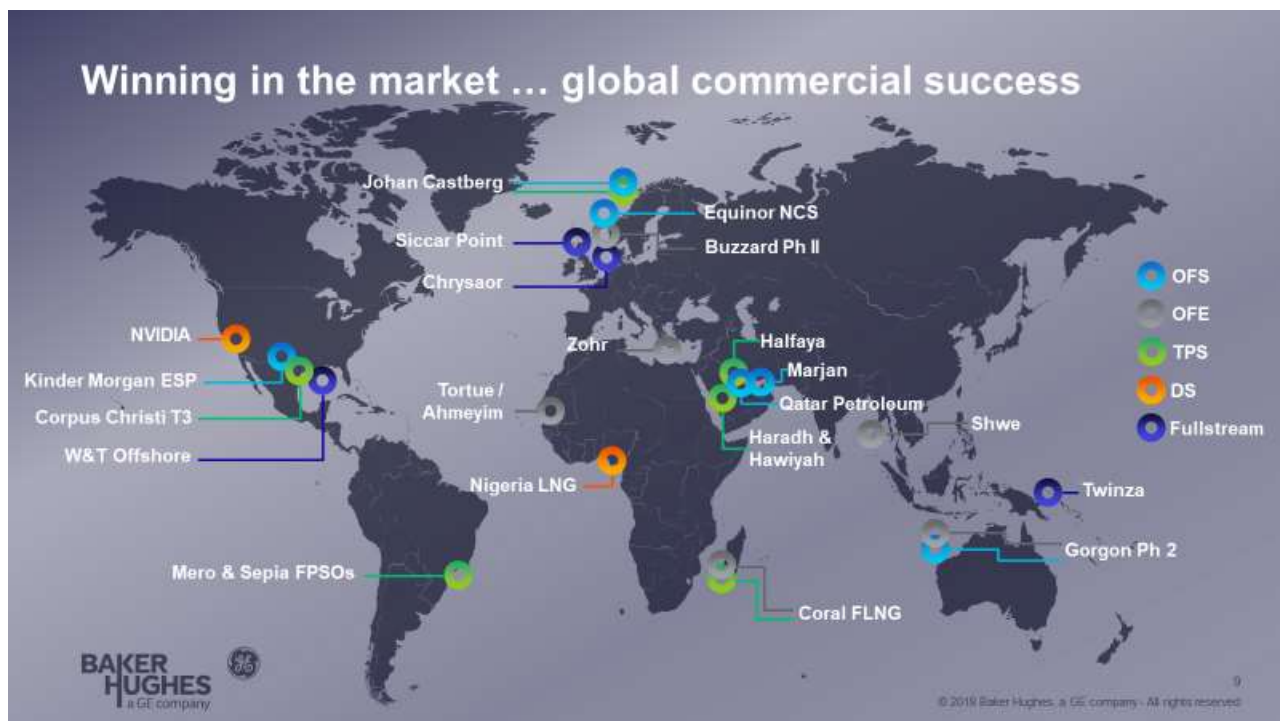 Winning in the market … global commercial success
Johan Castberg
Equinor NCS
Siccar Point
Buzzard Ph II
Chrysaor
OFS
OFE
TPS
DS
Fullstream
NVIDIA
Kinder Morgan ESP
Corpus Christi T3
W&T Offshore
Zohr
Halfaya
Marjan
Tortue /
Ahmeyim
Qatar Petroleum
Shwe
Haradh &
Hawiyah
Nigeria LNG
Twinza
Gorgon Ph 2
Mero & Sepia FPSOs
Coral FLNG
BAKER
HUGHES
a GE company
9
© 2019 Baker Hughes, a GE company - All rights reserved